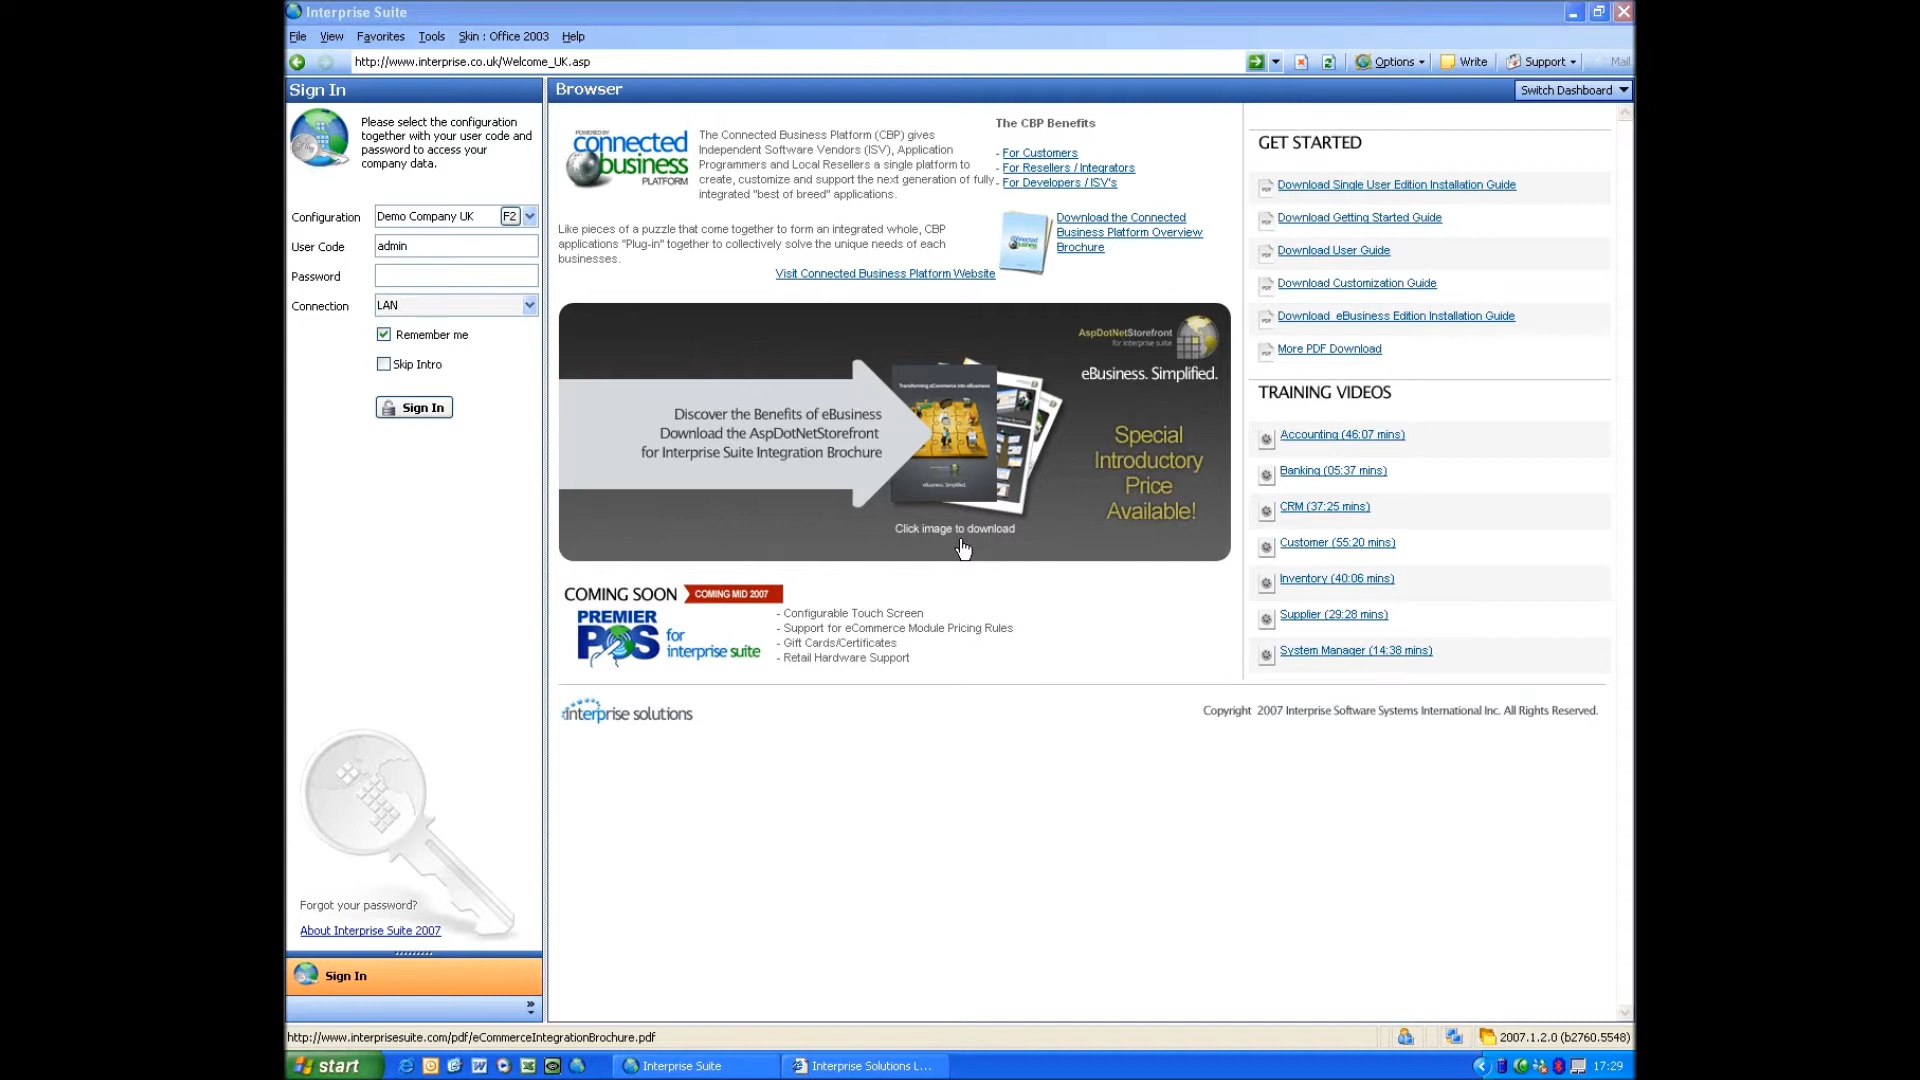 Interprise Suite
File View Favorites Tools Skin : Office 2003 Help
http://www.interprise.co.uk/Welcome_UK.asp
Options Write Support Mail
Sign In
Please select the configuration
together with your user code and
password to access your
company data.
Configuration Demo Company UK F2
User Code admin
Password
Connection LAN
Remember me
Skip Intro
Sign In
Forgot your password?
About Interprise Suite 2007
Sign In
Browser
Switch Dashboard
POWERED BY
connected
business
PLATFORM
The Connected Business Platform (CBP) gives
Independent Software Vendors (ISV), Application
Programmers and Local Resellers a single platform to
create, customize and support the next generation of fully
integrated "best of breed" applications.
Like pieces of a puzzle that come together to form an integrated whole, CBP
applications "Plug-in" together to collectively solve the unique needs of each
businesses.
Visit Connected Business Platform Website
The CBP Benefits
- For Customers
- For Resellers / Integrators
- For Developers / ISV's
Download the Connected
Business Platform Overview
Brochure
Discover the Benefits of eBusiness
Download the AspDotNetStorefront
for Interprise Suite Integration Brochure
Transforming eCommerce into eBusiness
eBusiness. Simplified.
Click image to download
AspDotNetStorefront
for interprise suite
eBusiness. Simplified.
Special
Introductory
Price
Available!
COMING SOON COMING MID 2007
PREMIER
POS for
interprise suite
- Configurable Touch Screen
- Support for eCommerce Module Pricing Rules
- Gift Cards/Certificates
- Retail Hardware Support
GET STARTED
Download Single User Edition Installation Guide
Download Getting Started Guide
Download User Guide
Download Customization Guide
Download eBusiness Edition Installation Guide
More PDF Download
TRAINING VIDEOS
Accounting (46:07 mins)
Banking (05:37 mins)
CRM (37:25 mins)
Customer (55:20 mins)
Inventory (40:06 mins)
Supplier (29:28 mins)
System Manager (14:38 mins)
interprise solutions
Copyright 2007 Interprise Software Systems International Inc. All Rights Reserved.
http://www.interprisesuite.com/pdf/eCommerceIntegrationBrochure.pdf
2007.1.2.0 (b2760.5548)
start
Interprise Suite
Interprise Solutions L...
17:29